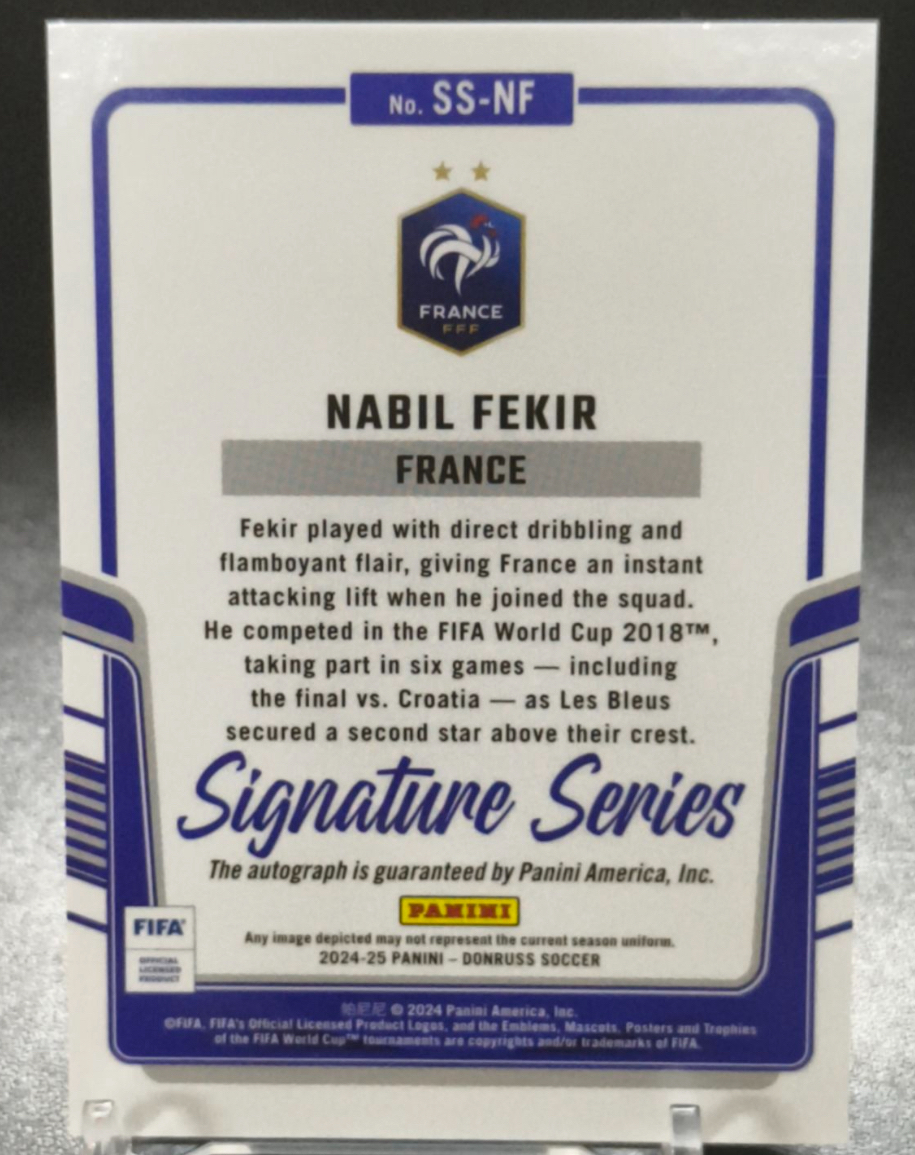 No. SS-NF
FRANCE
FFF
NABIL FEKIR
FRANCE
Fekir played with direct dribbling and
flamboyant flair, giving France an instant
attacking lift when he joined the squad.
He competed in the FIFA World Cup 2018™,
taking part in six games — including
the final vs. Croatia — as Les Bleus
secured a second star above their crest.
Signature Series
The autograph is guaranteed by Panini America, Inc.
PANINI
Any image depicted may not represent the current season uniform.
2024-25 PANINI – DONRUSS SOCCER
FIFA®
OFFICIAL
LICENSED
PRODUCT
帕尼尼 © 2024 Panini America, Inc.
©FIFA, FIFA's Official Licensed Product Logos, and the Emblems, Mascots, Posters and Trophies
of the FIFA World Cup™ tournaments are copyrights and/or trademarks of FIFA.